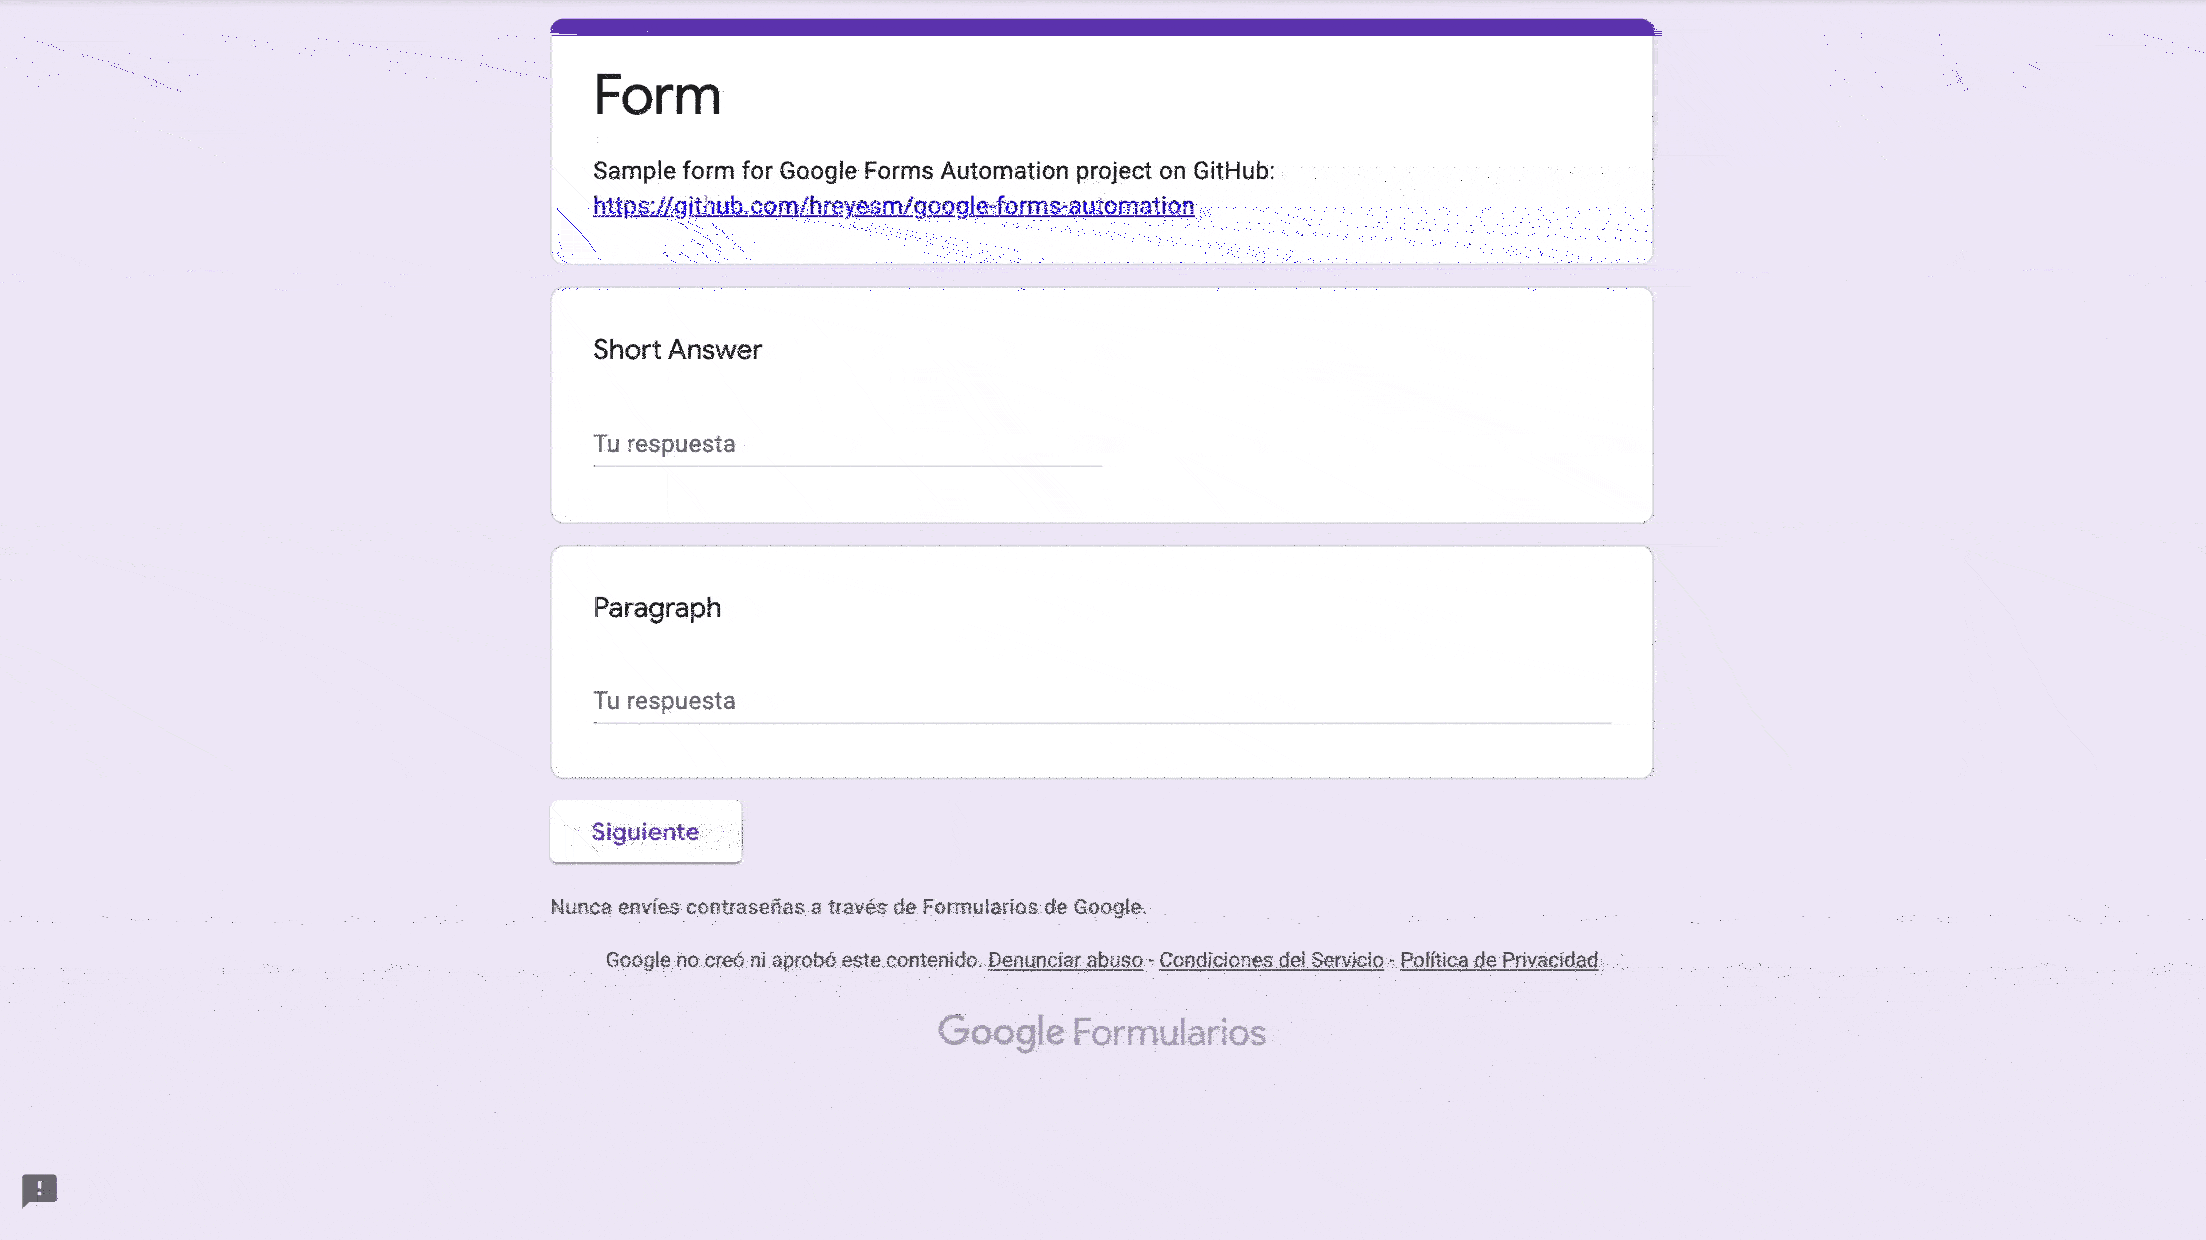 Form
Sample form for Google Forms Automation project on GitHub:
https://github.com/hreyesm/google-forms-automation
Short Answer
Tu respuesta
Paragraph
Tu respuesta
Siguiente
Nunca envíes contraseñas a través de Formularios de Google.
Google no creó ni aprobó este contenido. Denunciar abuso - Condiciones del Servicio - Política de Privacidad
Google Formularios